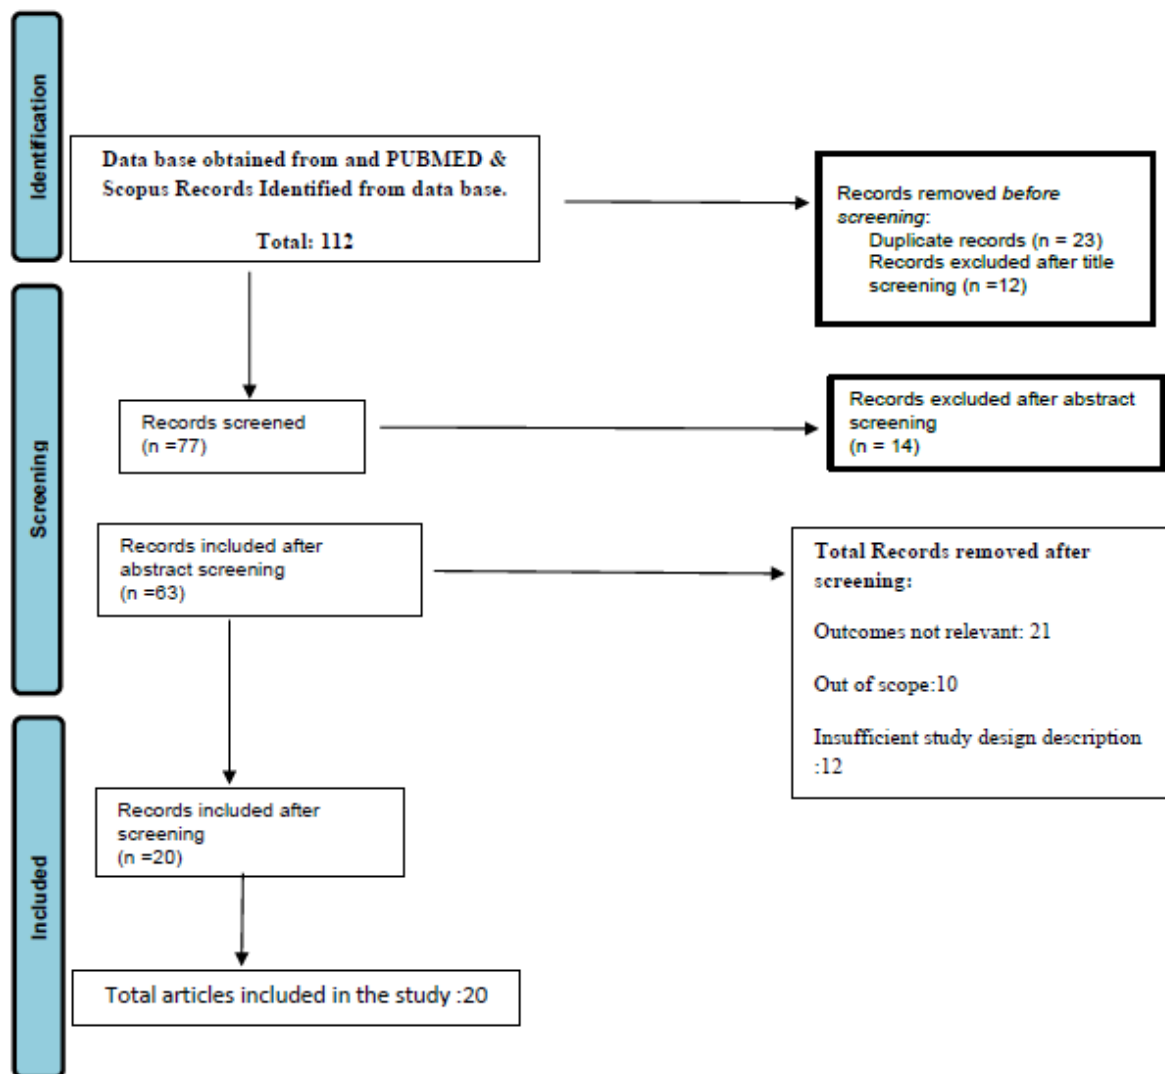 Identification
Data base obtained from and PUBMED &
Scopus Records Identified from data base.
Total: 112
Records removed before
screening:
Duplicate records (n = 23)
Records excluded after title
screening (n =12)
Screening
Records screened
(n =77)
Records excluded after abstract
screening
(n = 14)
Records included after
abstract screening
(n =63)
Total Records removed after
screening:
Outcomes not relevant: 21
Out of scope:10
Insufficient study design description
:12
Included
Records included after
screening
(n =20)
Total articles included in the study :20